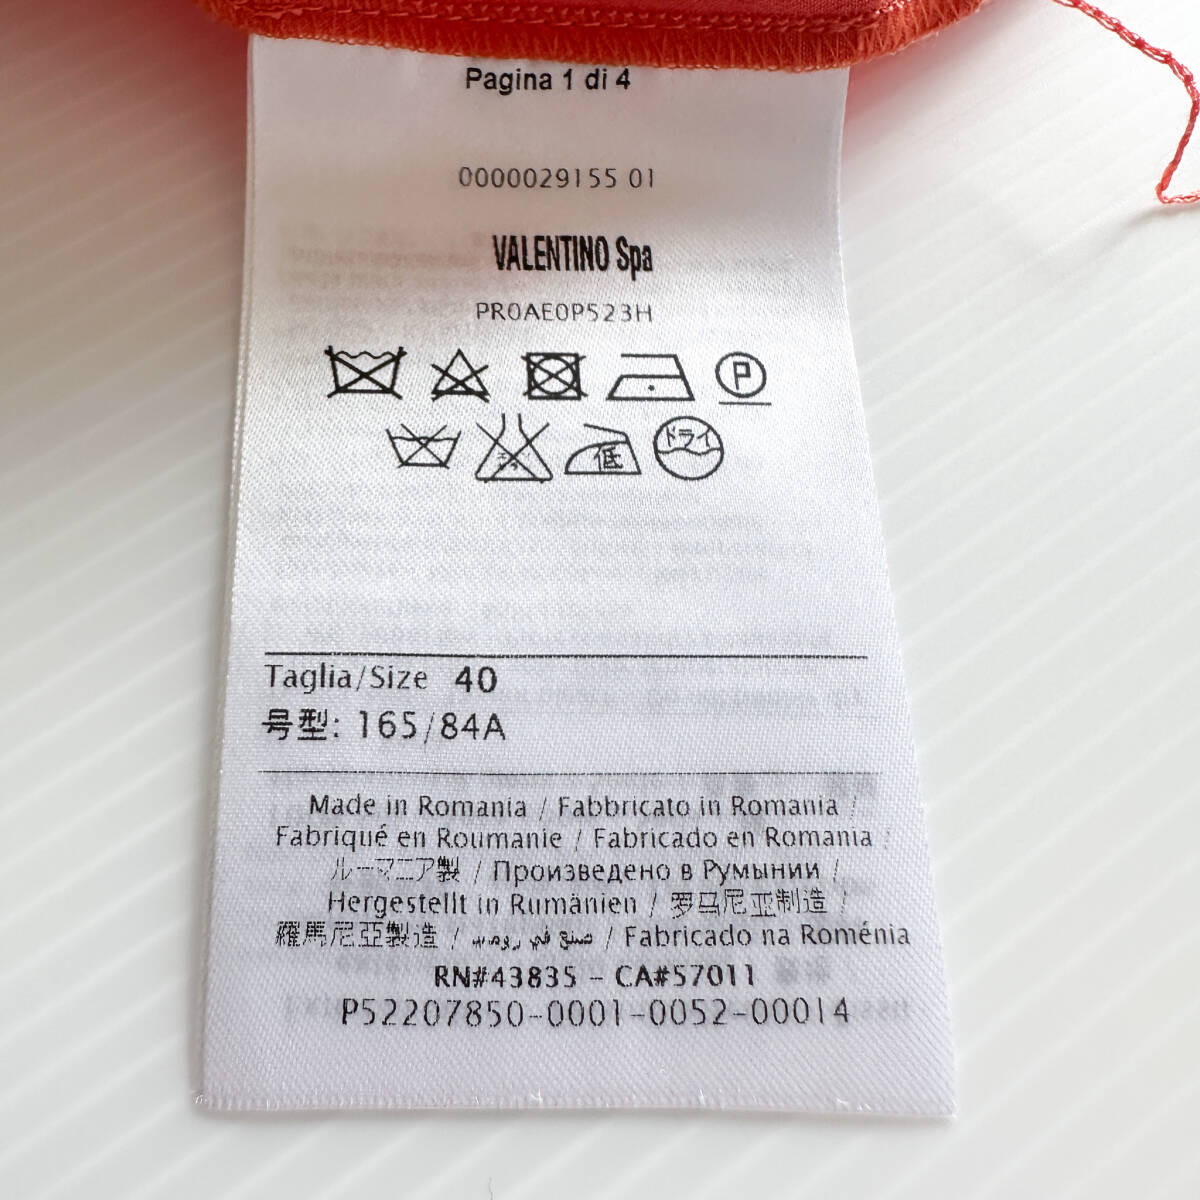 Pagina 1 di 4
0000029155 01
VALENTINO Spa
PR0AE0P523H
P
低 ドライ
Taglia/Size 40
号型: 165/84A
Made in Romania / Fabbricato in Romania /
Fabriqué en Roumanie / Fabricado en Romania /
ルーマニア製 / Произведено в Румынии /
Hergestellt in Rumänien / 罗马尼亚制造 /
羅馬尼亞製造 / صنع في / Fabricado na Roménia
RN#43835 - CA#57011
P52207850-0001-0052-00014